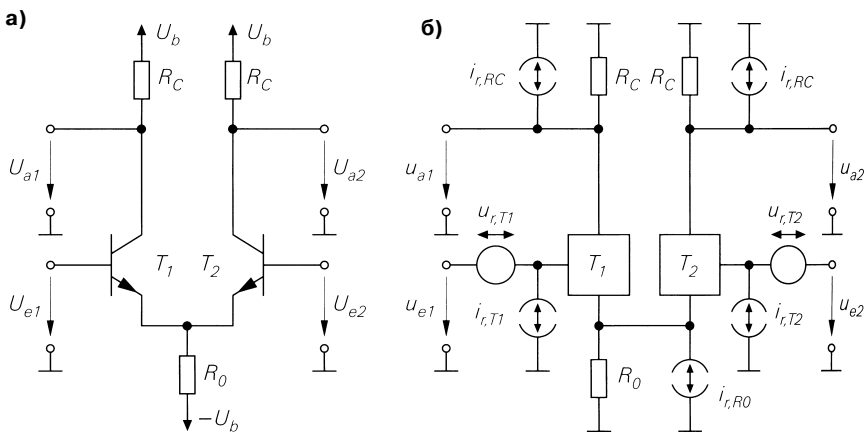 а)
U_b
U_b
R_C
R_C
U_a1
U_a2
T_1
T_2
U_e1
U_e2
R_0
–U_b
б)
i_r,RC
R_C
R_C
i_r,RC
u_a1
u_a2
u_r,T1
u_r,T2
T_1
T_2
u_e1
i_r,T1
i_r,T2
u_e2
R_0
i_r,R0